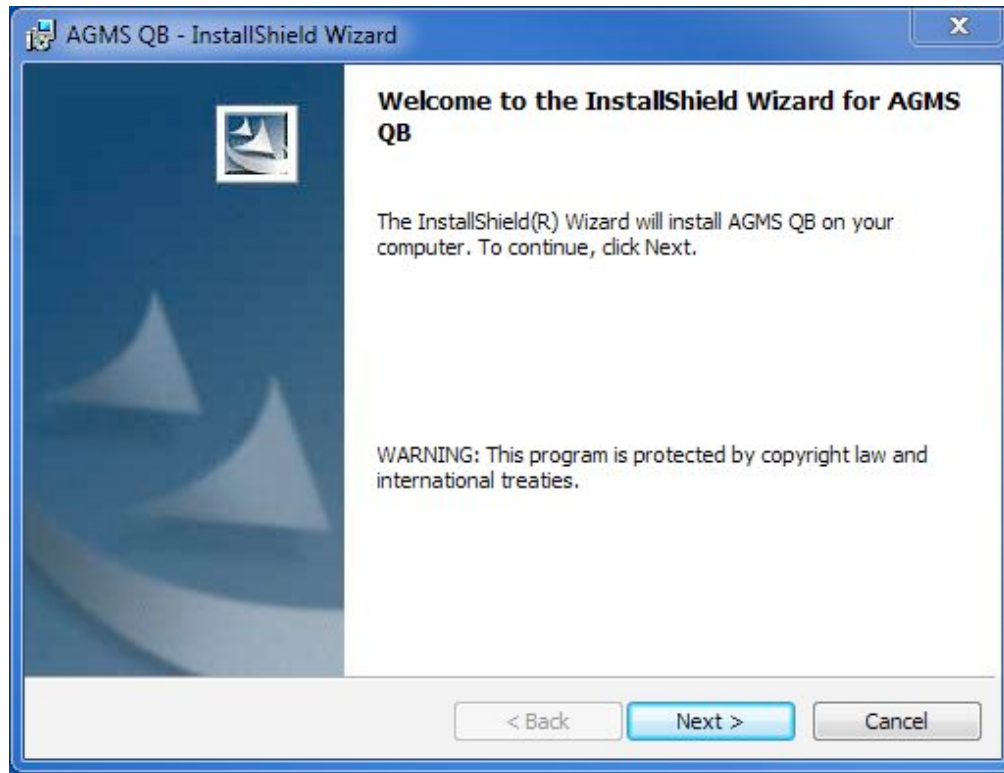 AGMS QB - InstallShield Wizard
Welcome to the InstallShield Wizard for AGMS
QB
The InstallShield(R) Wizard will install AGMS QB on your
computer. To continue, click Next.
WARNING: This program is protected by copyright law and
international treaties.
< Back Next > Cancel